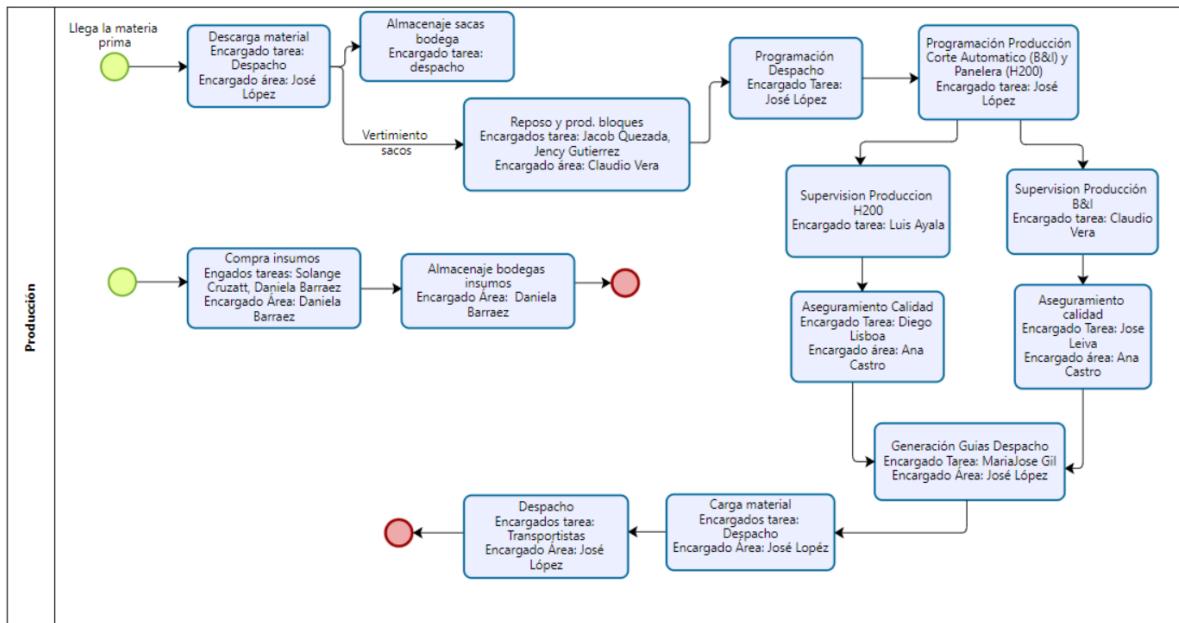 Producción
Llega la materia
prima
Descarga material
Encargado tarea:
Despacho
Encargado área: José
López
Almacenaje sacas
bodega
Encargado tarea:
despacho
Vertimiento
sacos
Reposo y prod. bloques
Encargados tarea: Jacob Quezada,
Jency Gutierrez
Encargado área: Claudio Vera
Programación
Despacho
Encargado Tarea:
José López
Programación Producción
Corte Automatico (B&I) y
Panelera (H200)
Encargado tarea: José
López
Supervision Produccion
H200
Encargado tarea: Luis Ayala
Supervision Producción
B&I
Encargado tarea: Claudio
Vera
Compra insumos
Engados tareas: Solange
Cruzatt, Daniela Barraez
Encargado Área: Daniela
Barraez
Almacenaje bodegas
insumos
Encargado Área:  Daniela
Barraez
Aseguramiento Calidad
Encargado Tarea: Diego
Lisboa
Encargado área: Ana
Castro
Aseguramiento
calidad
Encargado Tarea: Jose
Leiva
Encargado área: Ana
Castro
Generación Guias Despacho
Encargado Tarea: MariaJose Gil
Encargado Área: José López
Carga material
Encargados tarea:
Despacho
Encargado Área: José Lopéz
Despacho
Encargados tarea:
Transportistas
Encargado Área: José
López